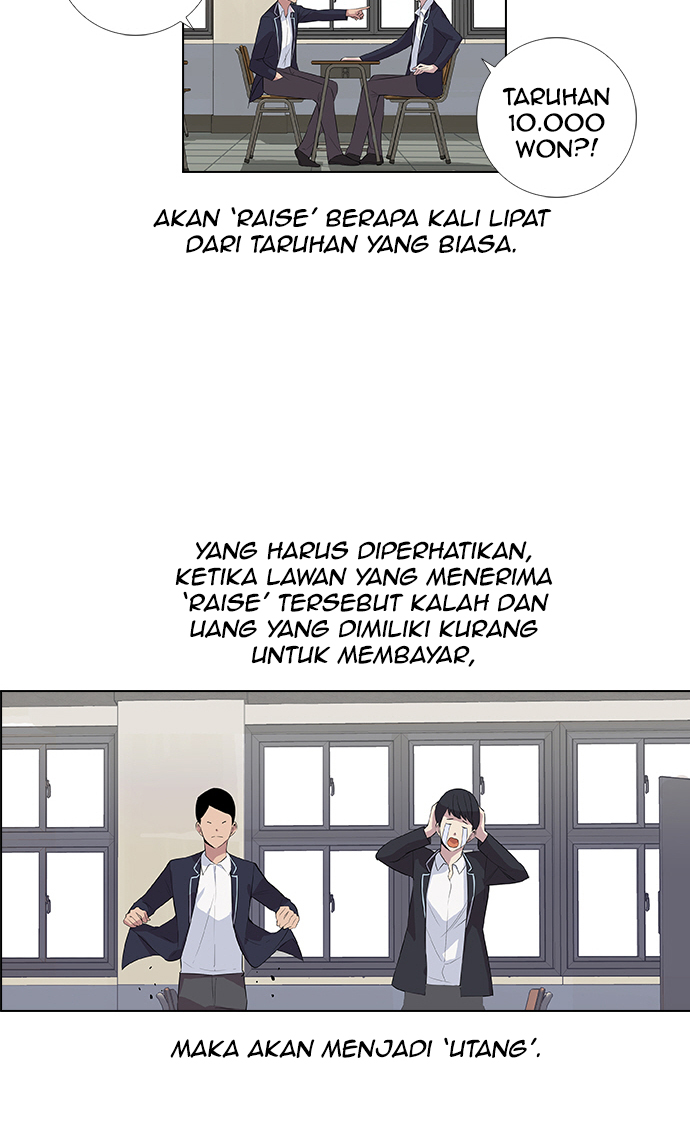 TARUHAN
10.000
WON?!
AKAN ‘RAISE’ BERAPA KALI LIPAT
DARI TARUHAN YANG BIASA.
YANG HARUS DIPERHATIKAN,
KETIKA LAWAN YANG MENERIMA
‘RAISE’ TERSEBUT KALAH DAN
UANG YANG DIMILIKI KURANG
UNTUK MEMBAYAR,
MAKA AKAN MENJADI ‘UTANG’.